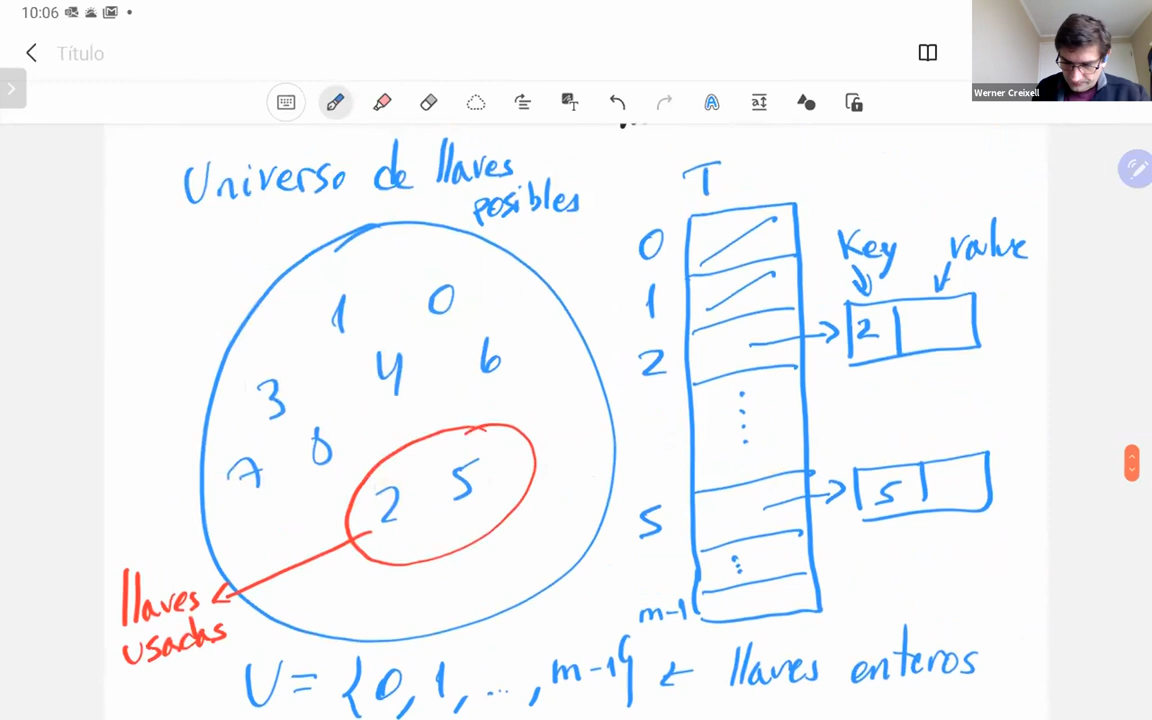 10:06
Título
Werner Creixell
Universo de llaves
posibles
T
0
key value
1 0
1
2
4 6
2
3
0
7
2 5
5
5
llaves
usadas
m-1
U = {0, 1, ..., m-1} ← llaves enteros